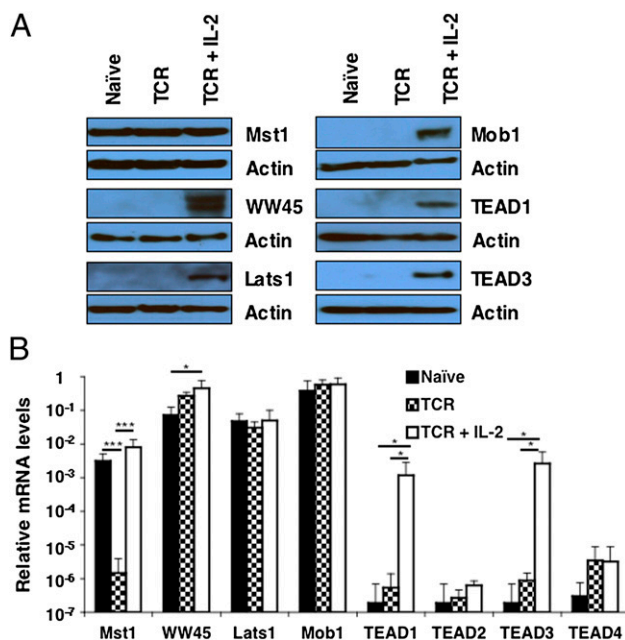 A
Naïve TCR TCR + IL-2 Naïve TCR TCR + IL-2
Mst1 Mob1
Actin Actin
WW45 TEAD1
Actin Actin
Lats1 TEAD3
Actin Actin
B
Relative mRNA levels
1
10-1
10-2
10-3
10-4
10-5
10-6
10-7
*** ***
*
* *
* *
Naïve
TCR
TCR + IL-2
Mst1 WW45 Lats1 Mob1 TEAD1 TEAD2 TEAD3 TEAD4